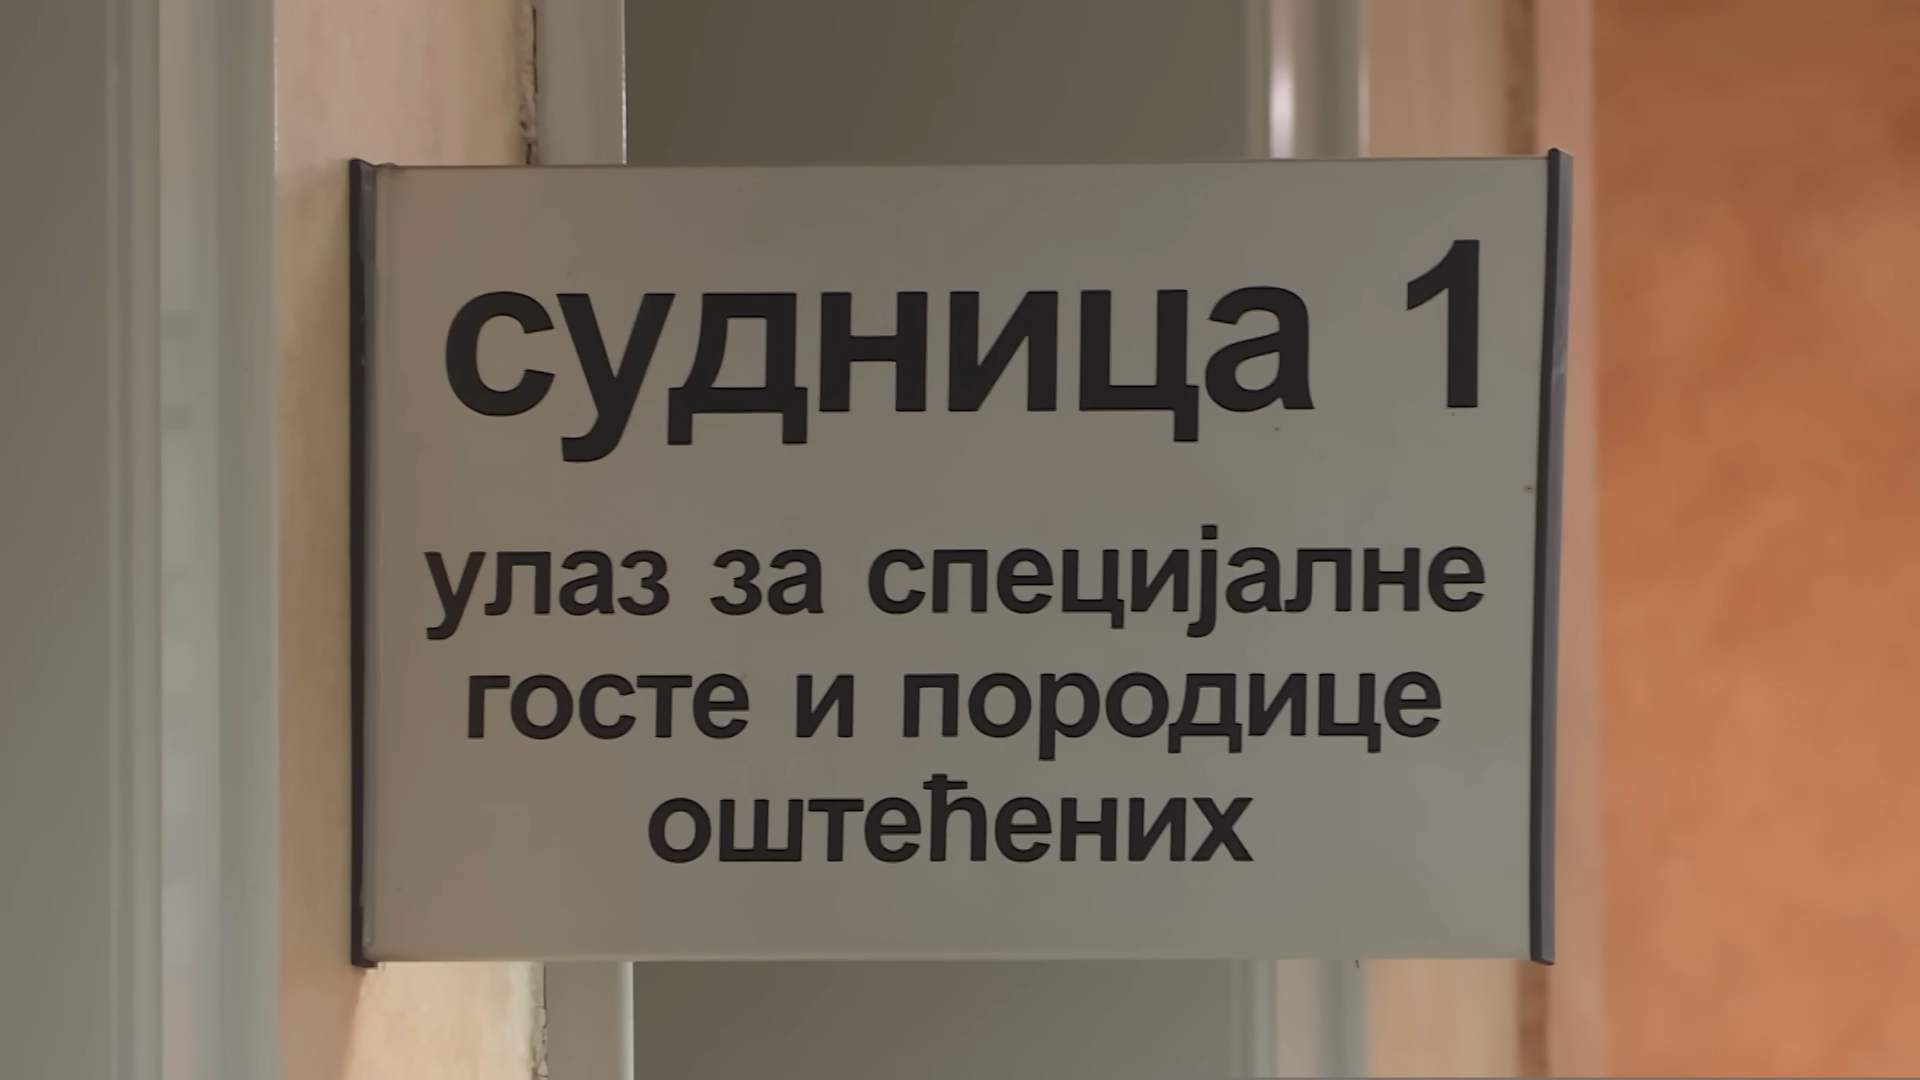 судница 1
улаз за специјалне
госте и породице
оштећених